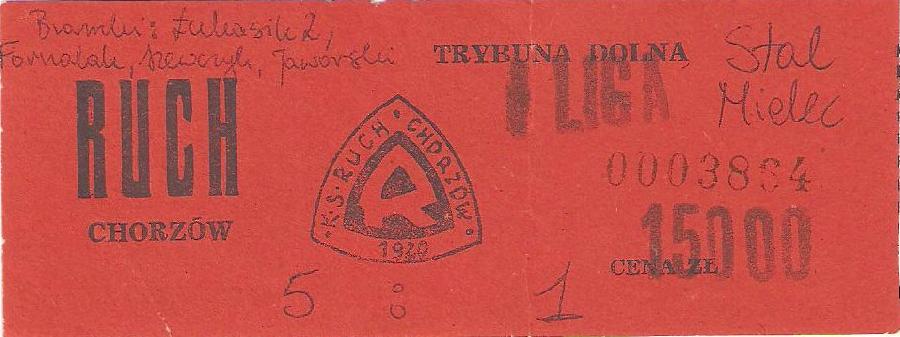 Bramki: Łukasik 2,
Fornalak, Szewczyk, Jaworski
TRYBUNA DOLNA
I LIGA
Stal
Mielec
RUCH
CHORZÓW
K.S. RUCH • CHORZÓW •
1920
0003864
15000
CENA ZŁ
5 : 1